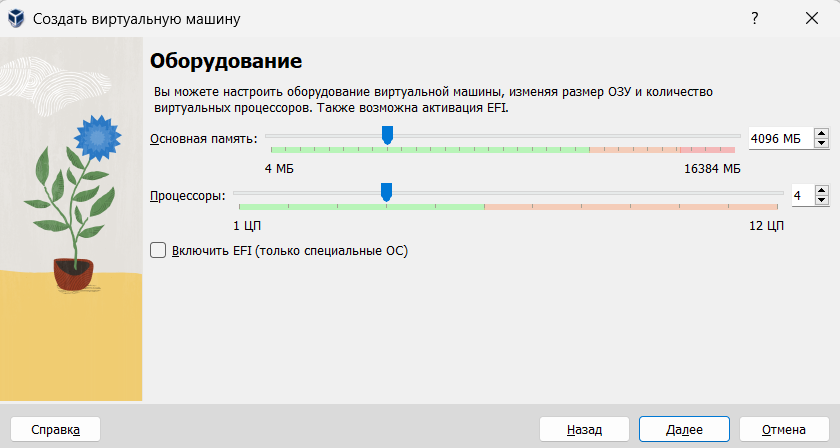 Создать виртуальную машину
?
Оборудование
Вы можете настроить оборудование виртуальной машины, изменяя размер ОЗУ и количество
виртуальных процессоров. Также возможна активация EFI.
Основная память:
4096 МБ
4 МБ
16384 МБ
Процессоры:
4
1 ЦП
12 ЦП
Включить EFI (только специальные ОС)
Справка
Назад
Далее
Отмена